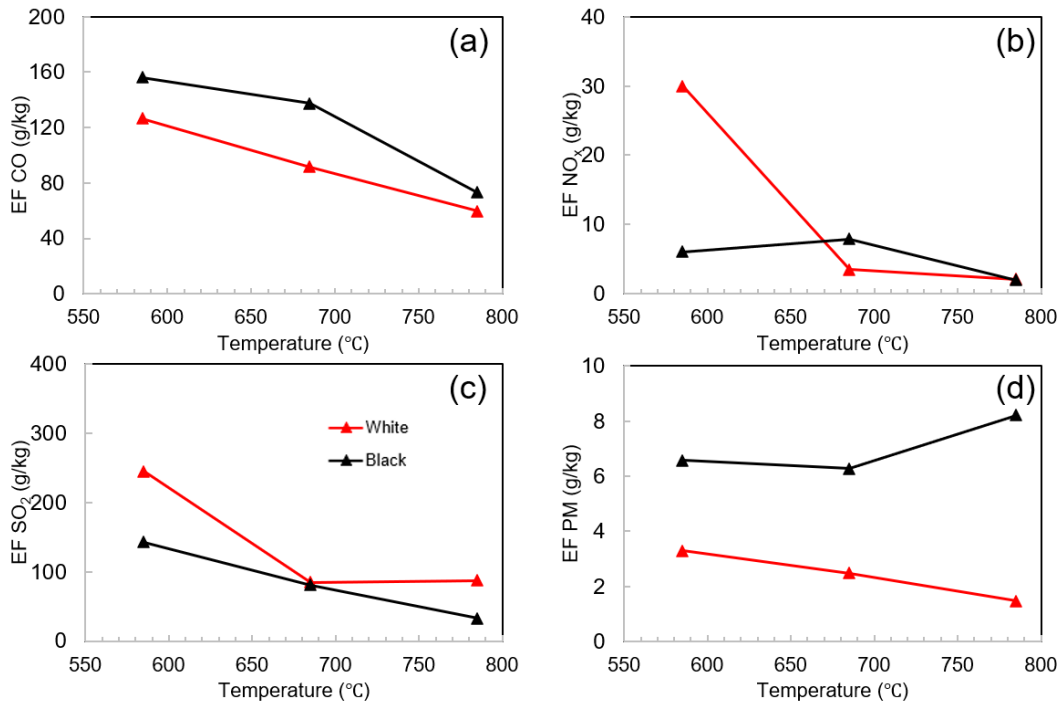 (a)
EF CO (g/kg)
200
160
120
80
40
0
550 600 650 700 750 800
Temperature (℃)
(b)
EF NOₓ (g/kg)
40
30
20
10
0
550 600 650 700 750 800
Temperature (℃)
(c)
EF SO₂ (g/kg)
400
300
200
100
0
White
Black
550 600 650 700 750 800
Temperature (℃)
(d)
EF PM (g/kg)
10
8
6
4
2
0
550 600 650 700 750 800
Temperature (℃)